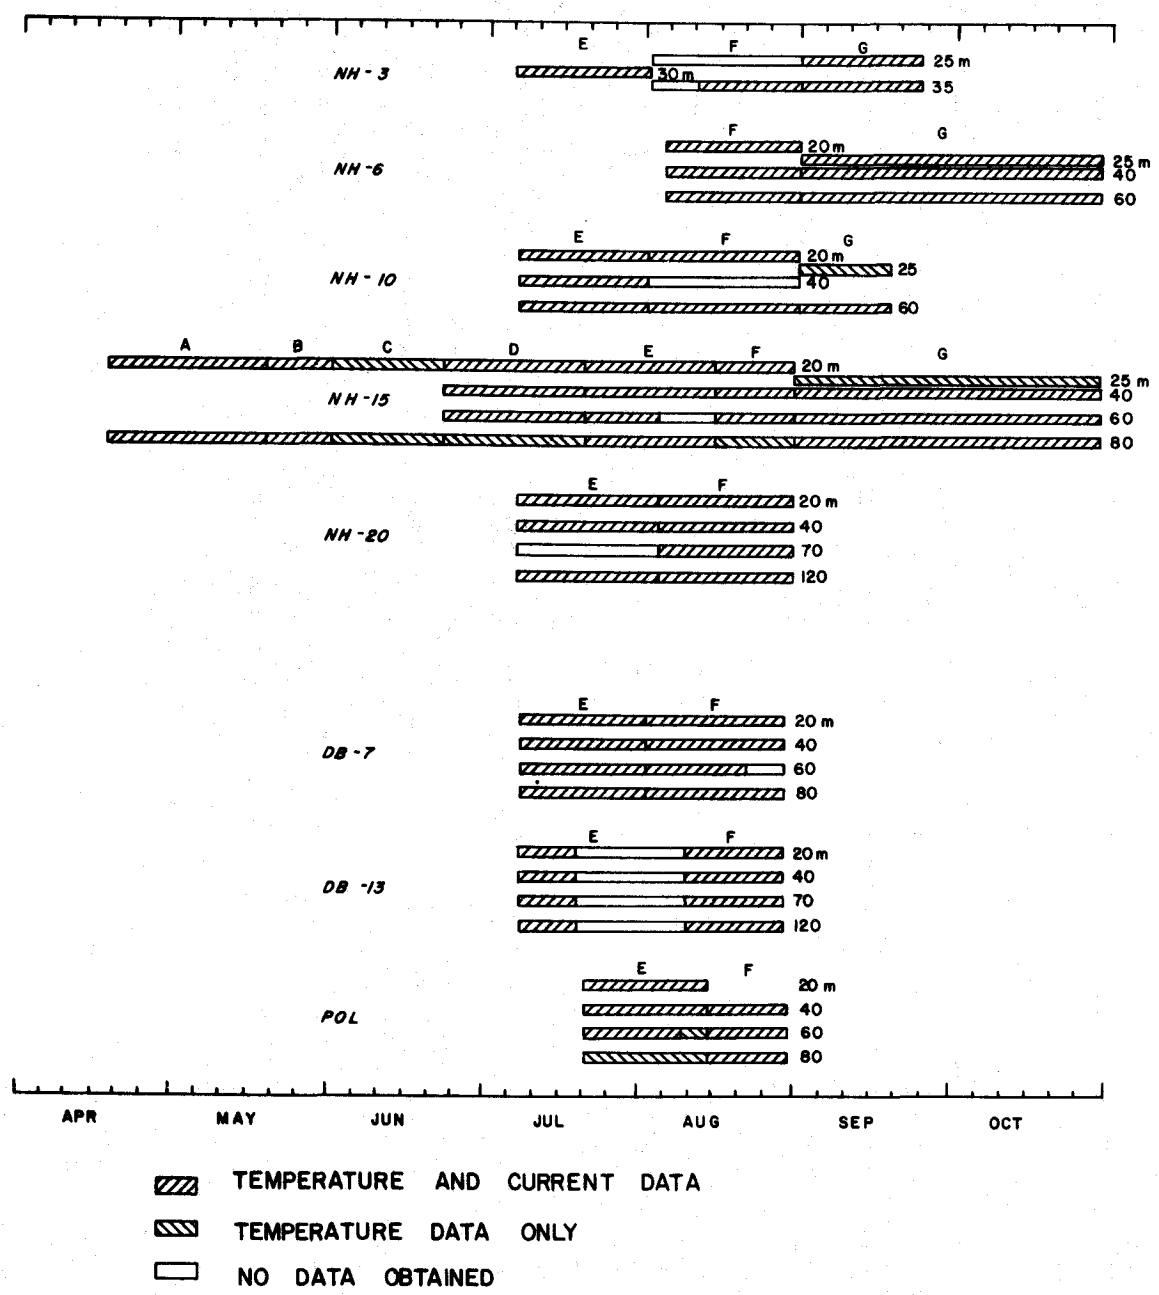 E F G
NH-3 25 m
30 m
35
F G
20 m
NH-6 25 m
40
60
E F G
20 m
25
NH-10 40
60
A B C D E F G
20 m
25 m
NH-15 40
60
80
E F
20 m
40
NH-20 70
120
E F
20 m
40
DB-7 60
80
E F
20 m
40
DB-13 70
120
E F
20 m
40
POL 60
80
APR MAY JUN JUL AUG SEP OCT
TEMPERATURE AND CURRENT DATA
TEMPERATURE DATA ONLY
NO DATA OBTAINED